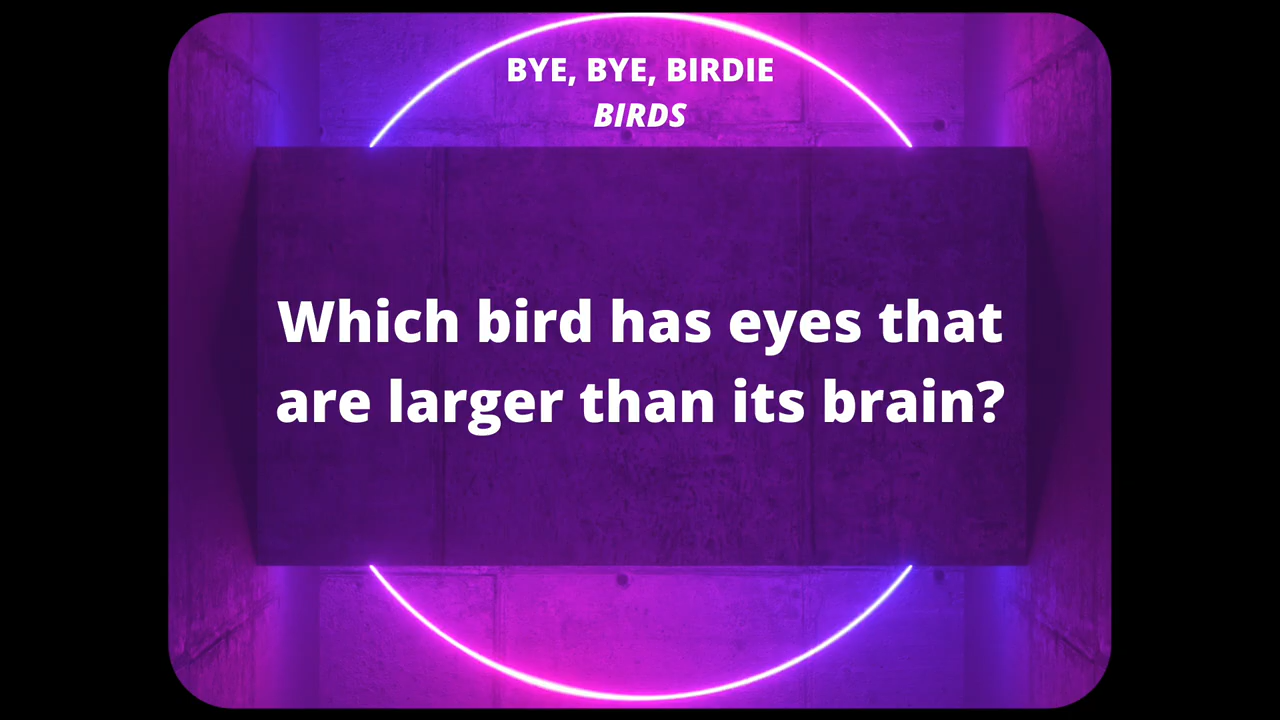 BYE, BYE, BIRDIE
BIRDS
Which bird has eyes that
are larger than its brain?